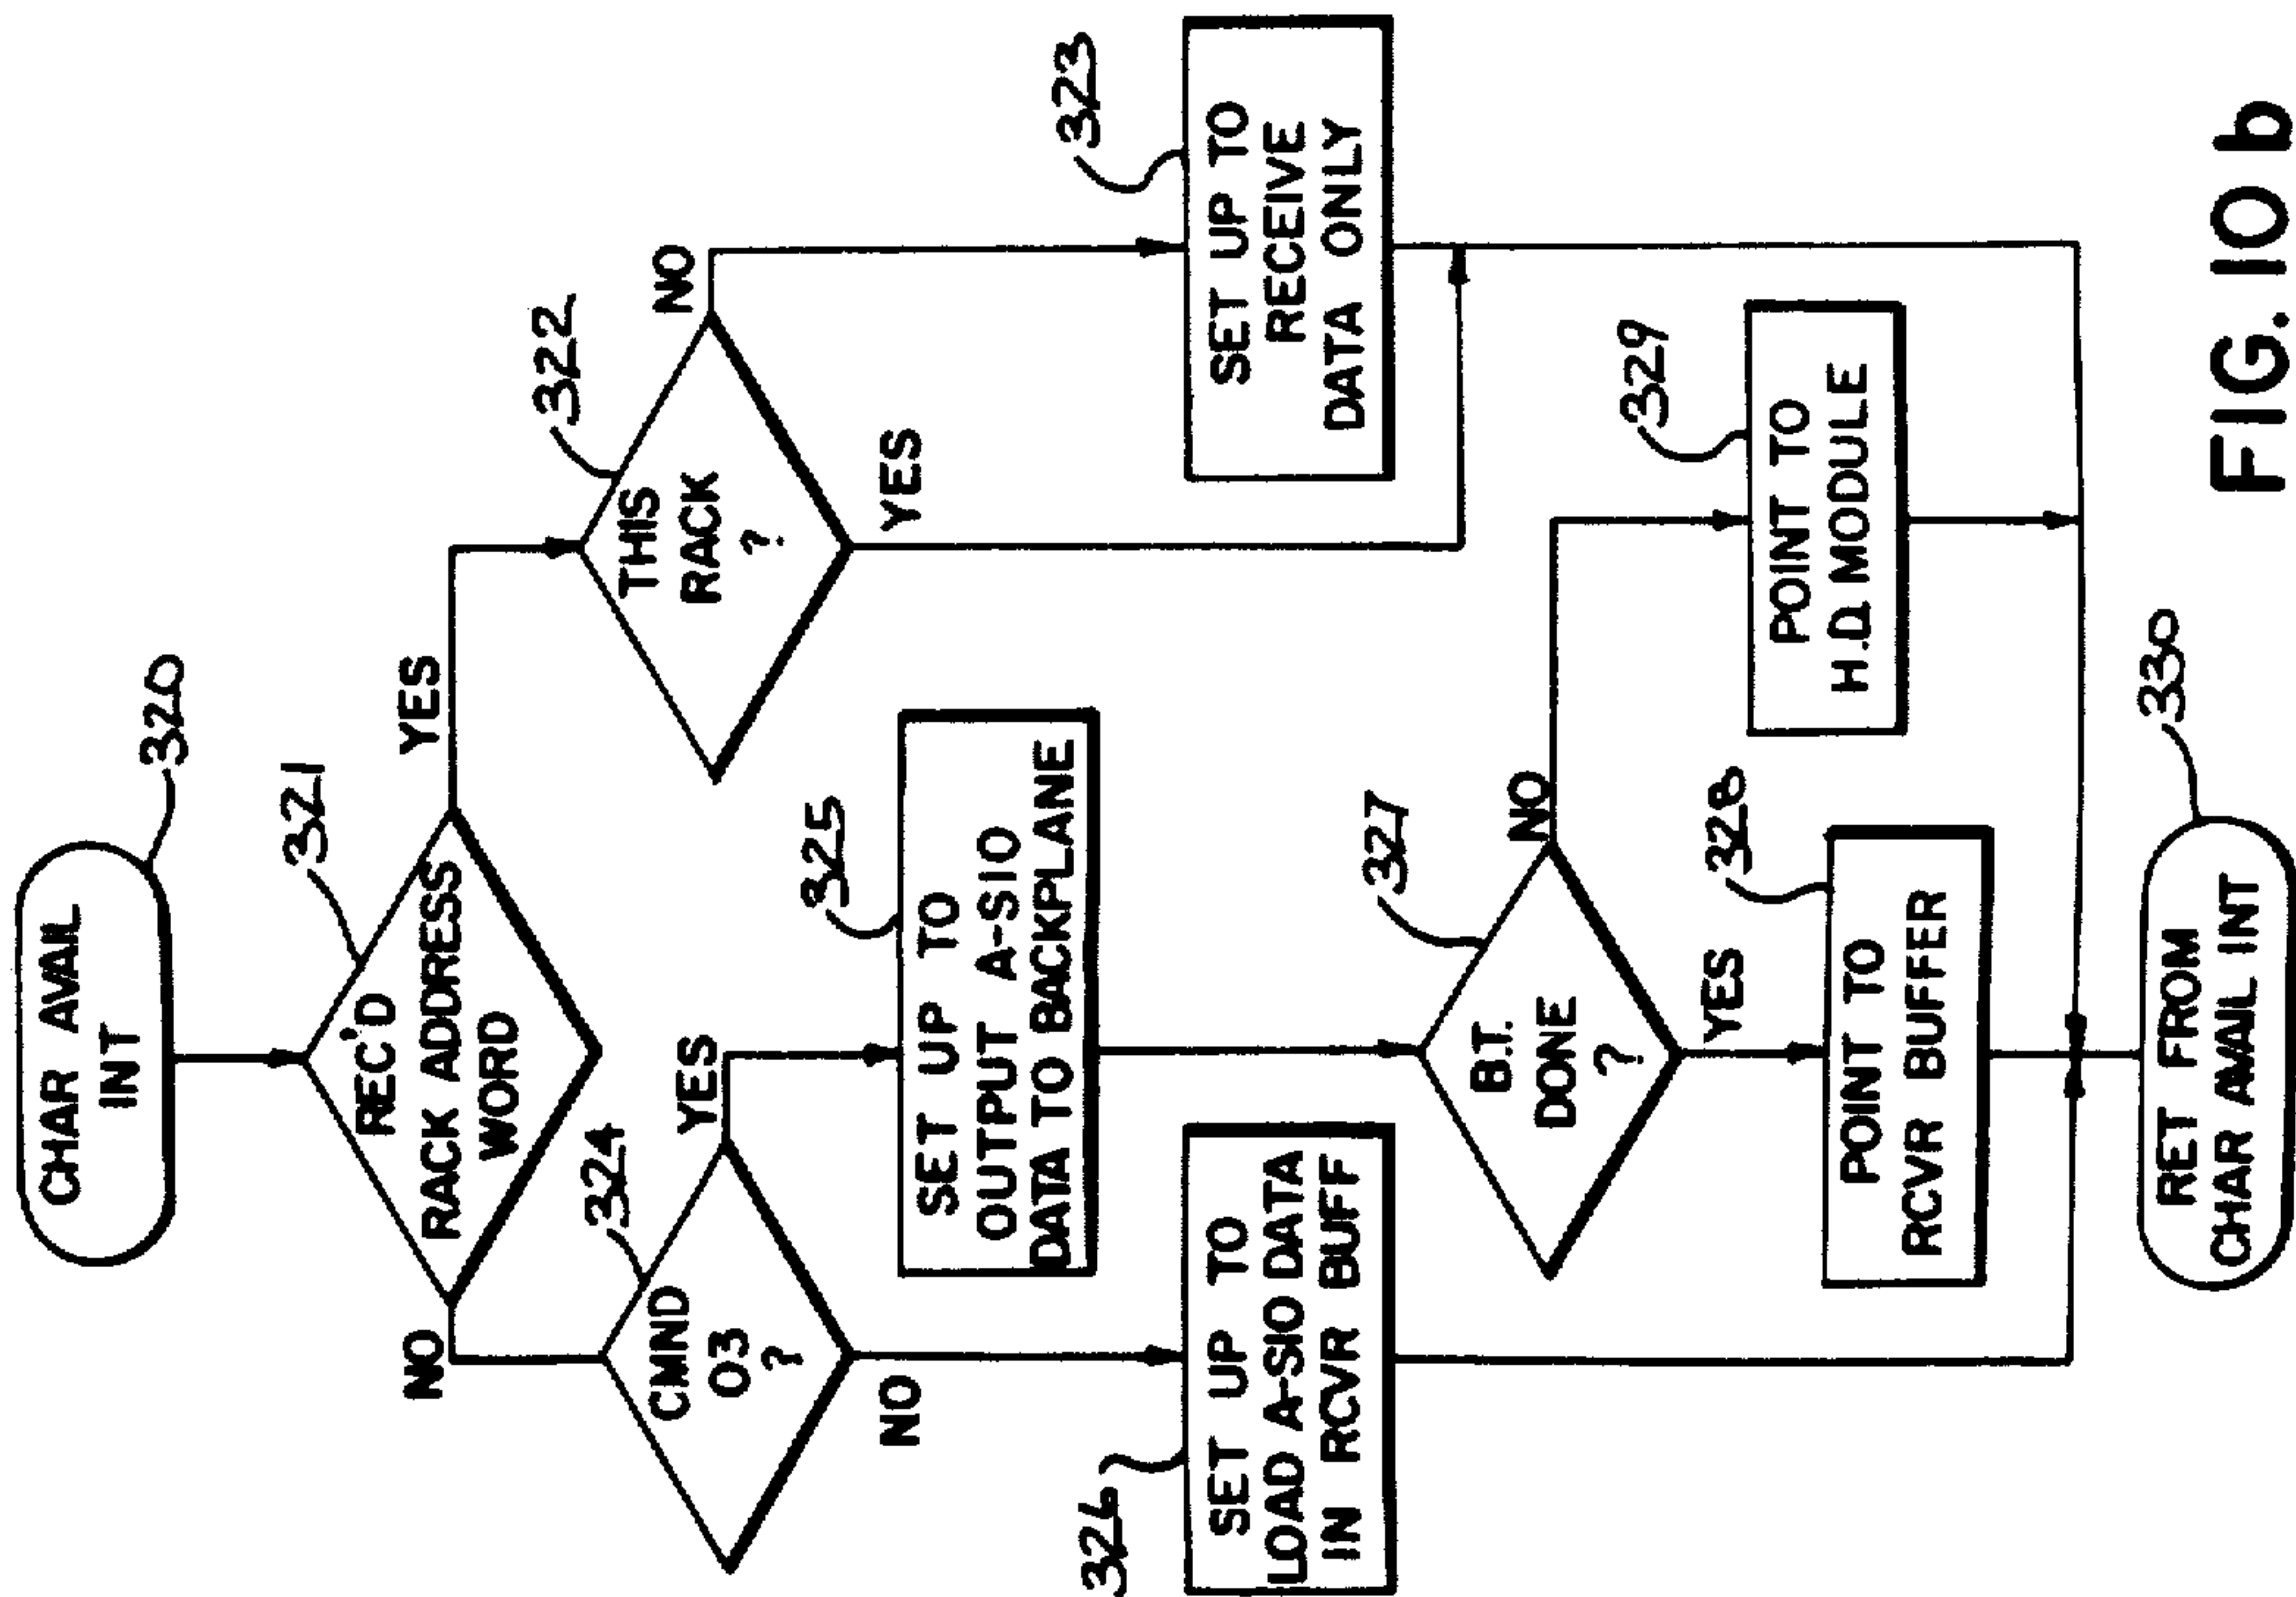 CHAR AVAIL
INT
320
REC'D
RACK ADDRESS
WORD
321
NO
YES
CMND
03
?
324
YES
NO
THIS
RACK
?
322
NO
YES
SET UP TO
OUTPUT A-SIO
DATA TO BACKPLANE
325
SET UP TO
LOAD A-SIO DATA
IN RCVR BUFF
326
SET UP TO
RECEIVE
DATA ONLY
323
B.T.
DONE
?
327
NO
YES
POINT TO
RCVR BUFFER
328
POINT TO
H.D. MODULE
329
RET FROM
CHAR AVAIL INT
330
FIG. 10 b